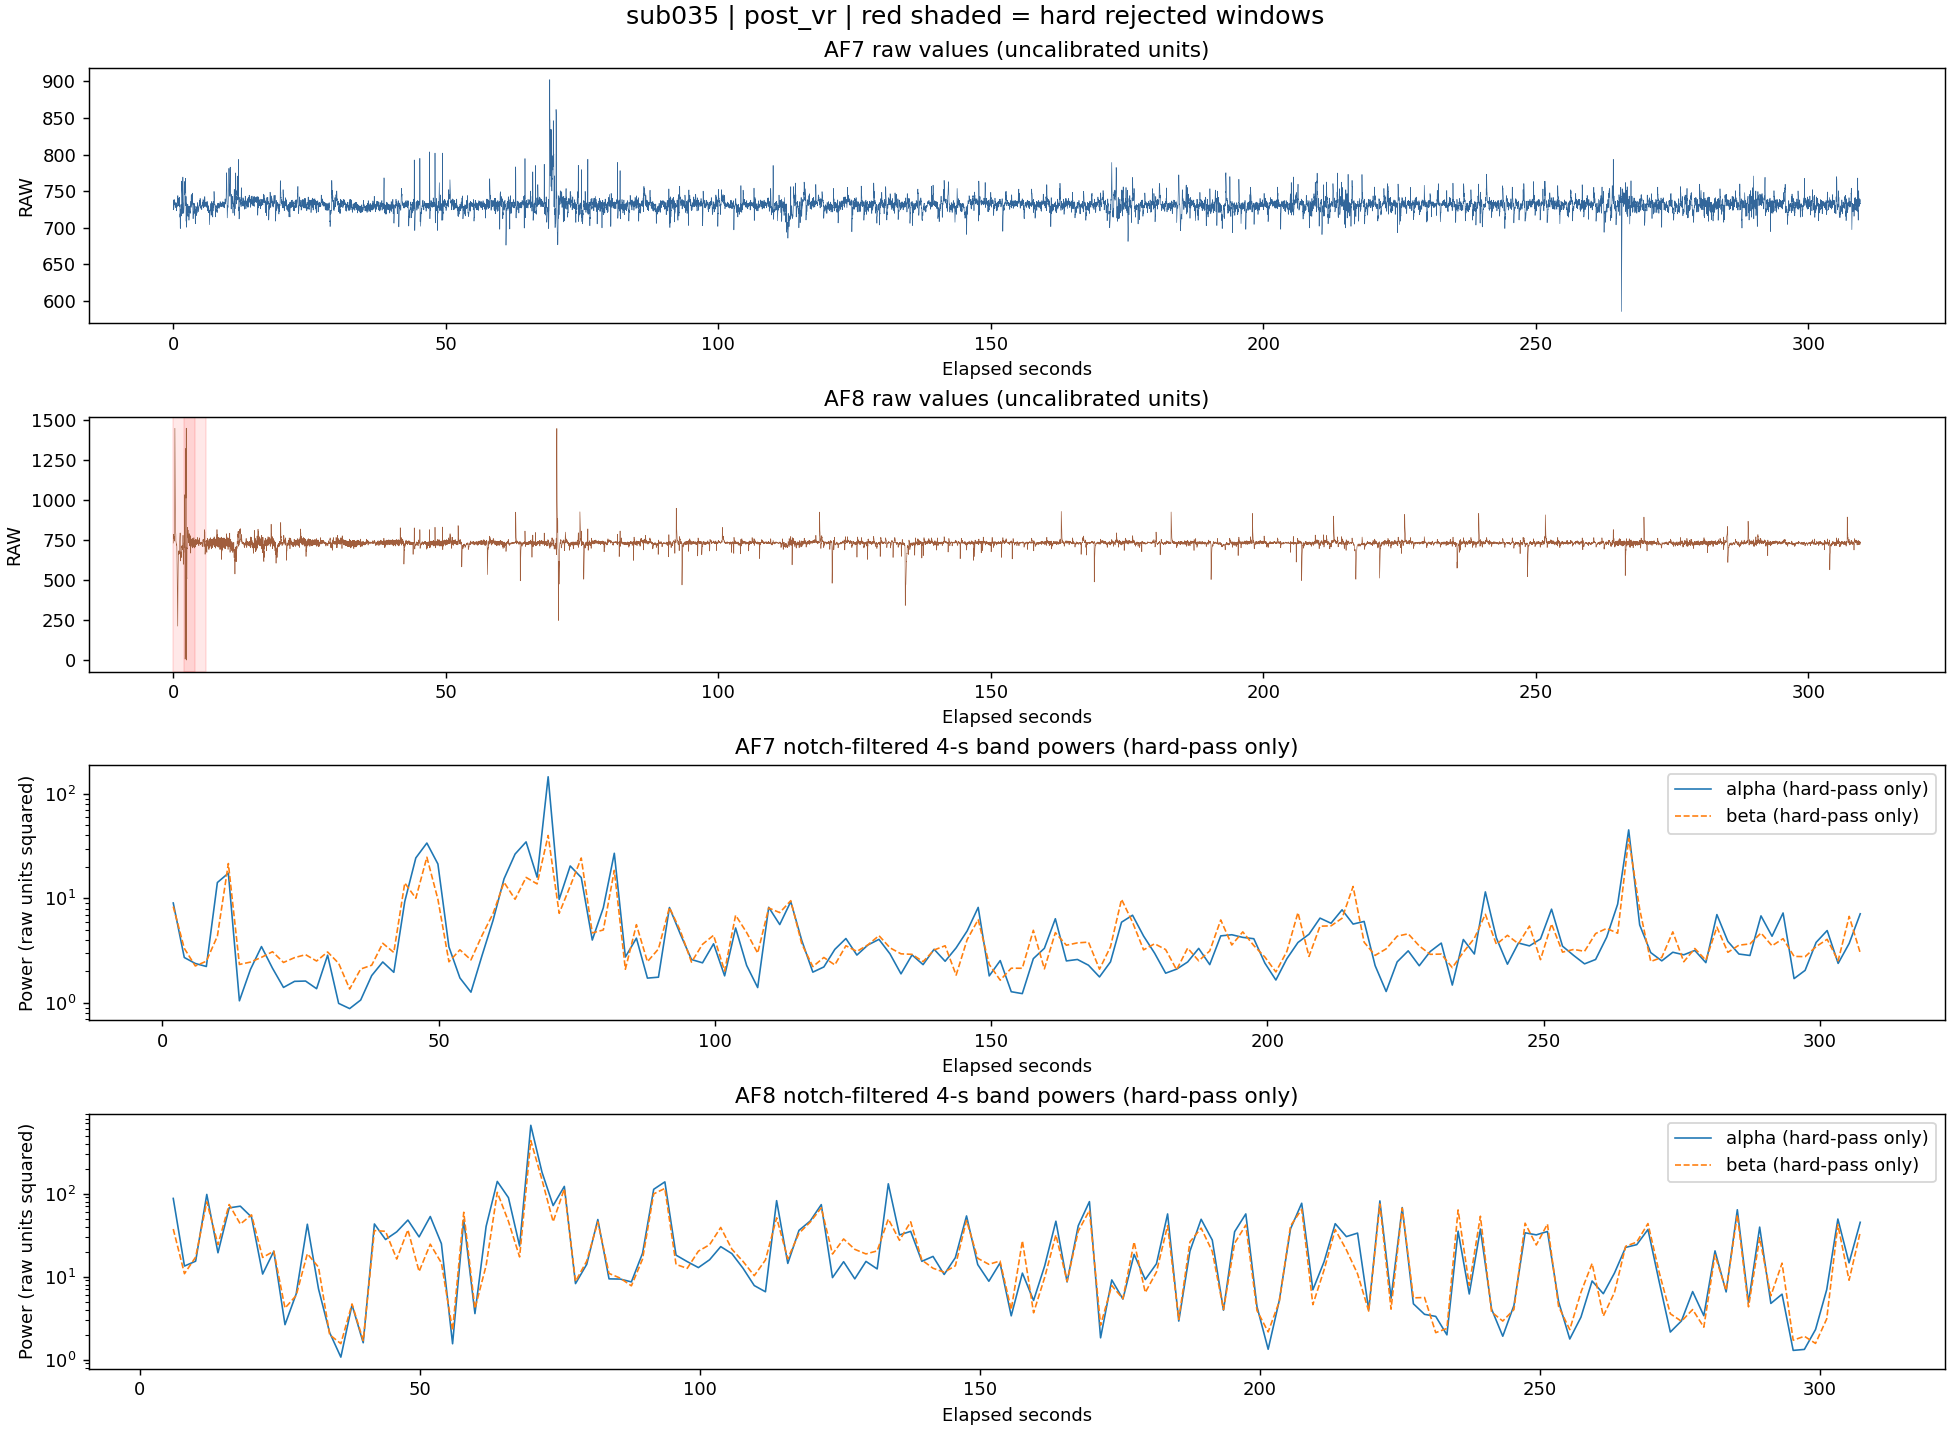 sub035 | post_vr | red shaded = hard rejected windows
AF7 raw values (uncalibrated units)
900
850
800
750
700
650
600
RAW
0 50 100 150 200 250 300
Elapsed seconds
AF8 raw values (uncalibrated units)
1500
1250
1000
750
500
250
0
RAW
0 50 100 150 200 250 300
Elapsed seconds
AF7 notch-filtered 4-s band powers (hard-pass only)
alpha (hard-pass only)
beta (hard-pass only)
10²
10¹
10⁰
Power (raw units squared)
0 50 100 150 200 250 300
Elapsed seconds
AF8 notch-filtered 4-s band powers (hard-pass only)
alpha (hard-pass only)
beta (hard-pass only)
10²
10¹
10⁰
Power (raw units squared)
0 50 100 150 200 250 300
Elapsed seconds